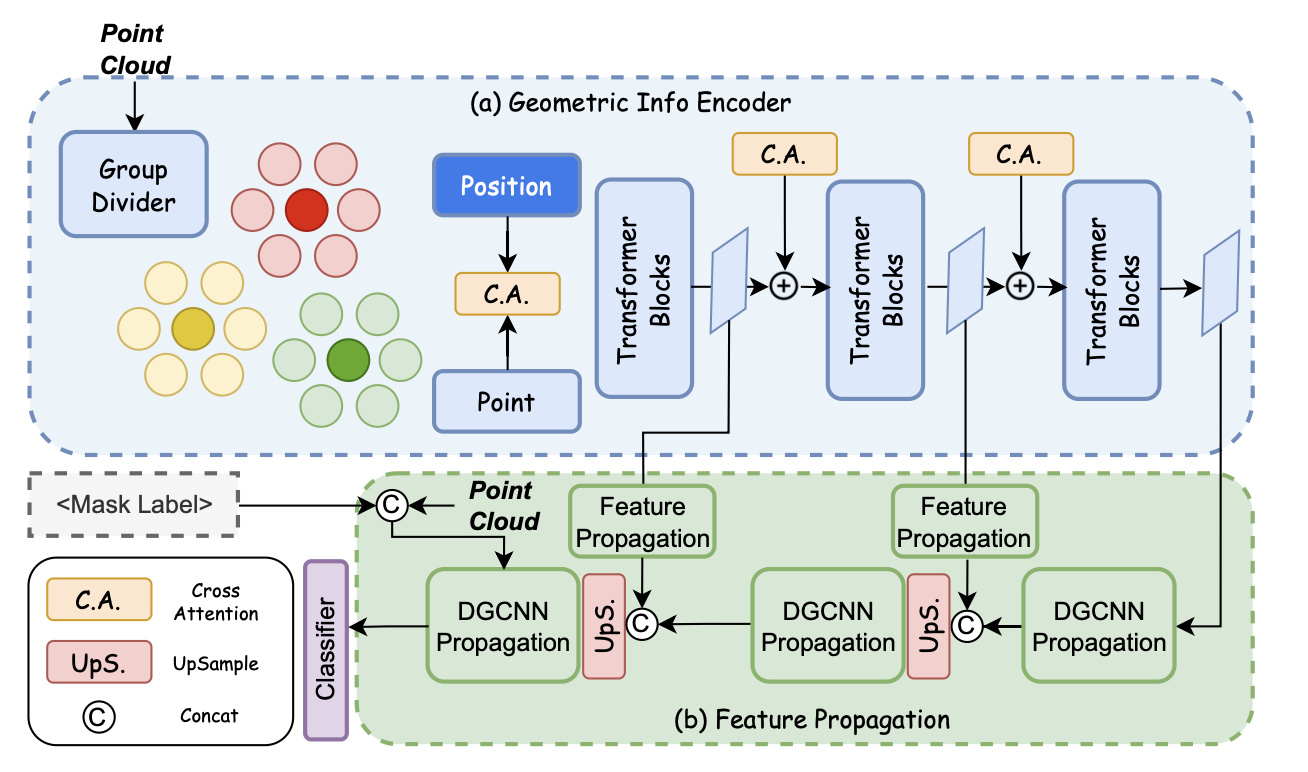 Point
Cloud
(a) Geometric Info Encoder
Group
Divider
Position
C.A.
Point
Transformer
Blocks
C.A.
Transformer
Blocks
C.A.
Transformer
Blocks
<Mask Label>
C
Point
Cloud
Feature
Propagation
Feature
Propagation
C.A.
Cross
Attention
UpS.
UpSample
C
Concat
Classifier
DGCNN
Propagation
UpS.
C
DGCNN
Propagation
UpS.
C
DGCNN
Propagation
(b) Feature Propagation